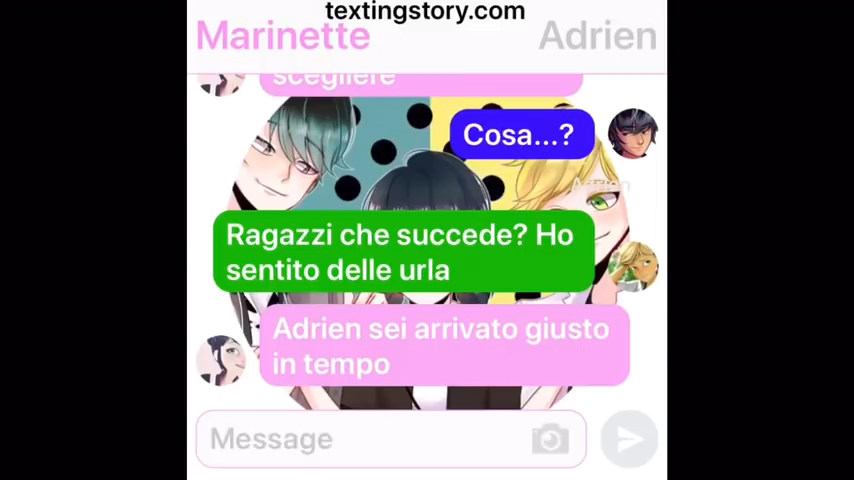 textingstory.com
Marinette
Adrien
scegliere
Cosa...?
Adrien
Ragazzi che succede? Ho
sentito delle urla
Adrien sei arrivato giusto
in tempo
Message